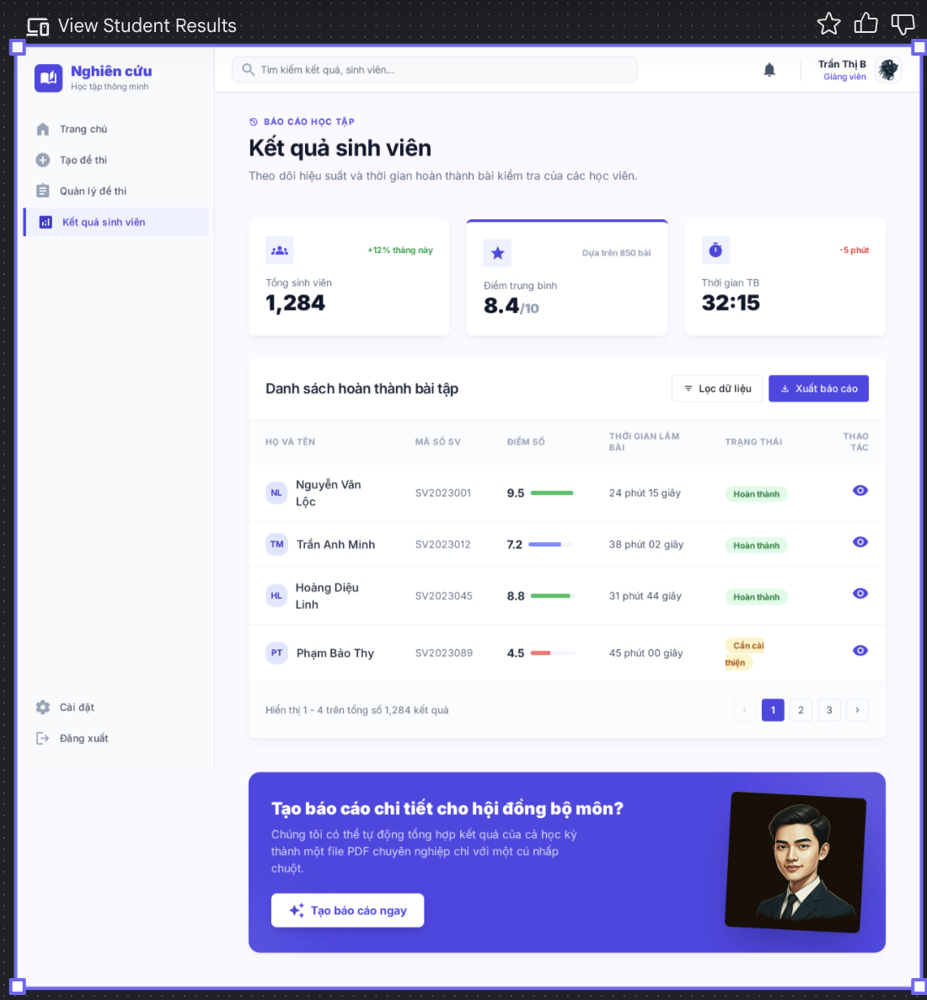 View Student Results
Nghiên cứu
Học tập thông minh
Tìm kiếm kết quả, sinh viên...
Trần Thị B
Giảng viên
Trang chủ
Tạo đề thi
Quản lý đề thi
Kết quả sinh viên
Cài đặt
Đăng xuất
BÁO CÁO HỌC TẬP
Kết quả sinh viên
Theo dõi hiệu suất và thời gian hoàn thành bài kiểm tra của các học viên.
+12% tháng này
Tổng sinh viên
1,284
Dựa trên 850 bài
Điểm trung bình
8.4/10
-5 phút
Thời gian TB
32:15
Danh sách hoàn thành bài tập
Lọc dữ liệu
Xuất báo cáo
HỌ VÀ TÊN
MÃ SỐ SV
ĐIỂM SỐ
THỜI GIAN LÀM
BÀI
TRẠNG THÁI
THAO
TÁC
NL
Nguyễn Văn
Lộc
SV2023001
9.5
24 phút 15 giây
Hoàn thành
TM
Trần Anh Minh
SV2023012
7.2
38 phút 02 giây
Hoàn thành
HL
Hoàng Diệu
Linh
SV2023045
8.8
31 phút 44 giây
Hoàn thành
PT
Phạm Bảo Thy
SV2023089
4.5
45 phút 00 giây
Cần cải
thiện
Hiển thị 1 - 4 trên tổng số 1,284 kết quả
‹ 1 2 3 ›
Tạo báo cáo chi tiết cho hội đồng bộ môn?
Chúng tôi có thể tự động tổng hợp kết quả của cả học kỳ
thành một file PDF chuyên nghiệp chỉ với một cú nhấp
chuột.
Tạo báo cáo ngay